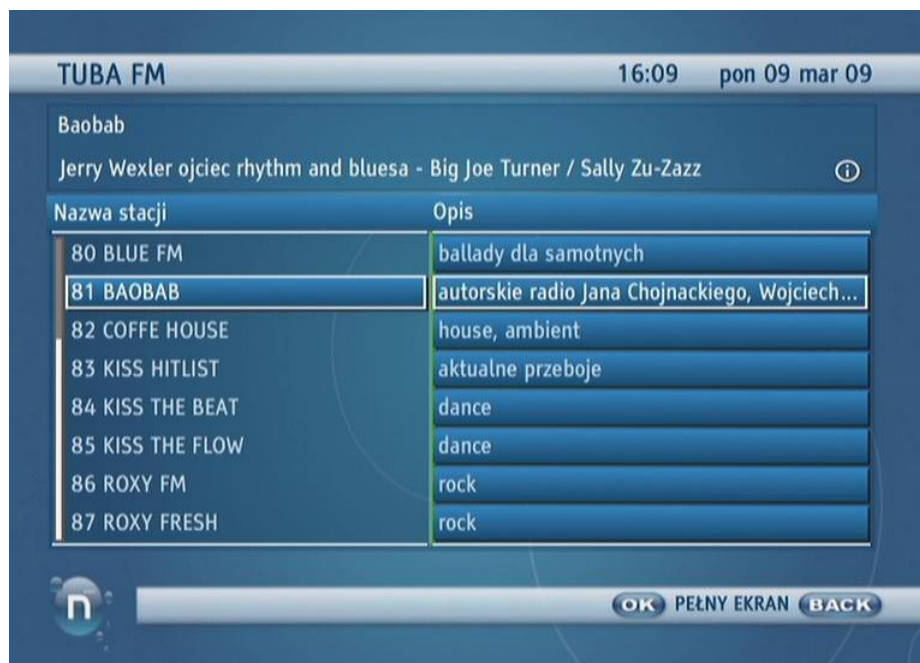 TUBA FM 16:09 pon 09 mar 09
Baobab
Jerry Wexler ojciec rhythm and bluesa - Big Joe Turner / Sally Zu-Zazz
Nazwa stacji Opis
80 BLUE FM ballady dla samotnych
81 BAOBAB autorskie radio Jana Chojnackiego, Wojciech...
82 COFFE HOUSE house, ambient
83 KISS HITLIST aktualne przeboje
84 KISS THE BEAT dance
85 KISS THE FLOW dance
86 ROXY FM rock
87 ROXY FRESH rock
n OK PEŁNY EKRAN BACK